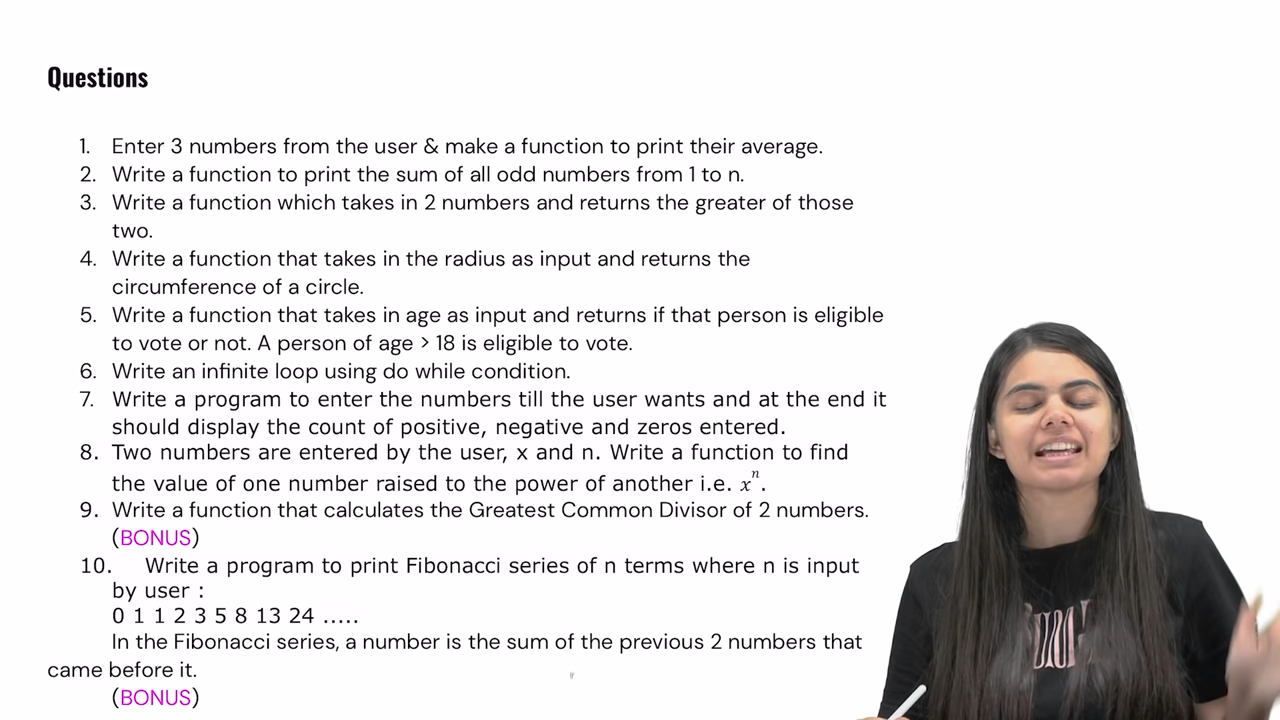 Questions
1. Enter 3 numbers from the user & make a function to print their average.
2. Write a function to print the sum of all odd numbers from 1 to n.
3. Write a function which takes in 2 numbers and returns the greater of those
two.
4. Write a function that takes in the radius as input and returns the
circumference of a circle.
5. Write a function that takes in age as input and returns if that person is eligible
to vote or not. A person of age > 18 is eligible to vote.
6. Write an infinite loop using do while condition.
7. Write a program to enter the numbers till the user wants and at the end it
should display the count of positive, negative and zeros entered.
8. Two numbers are entered by the user, x and n. Write a function to find
the value of one number raised to the power of another i.e. xⁿ.
9. Write a function that calculates the Greatest Common Divisor of 2 numbers.
(BONUS)
10. Write a program to print Fibonacci series of n terms where n is input
by user :
0 1 1 2 3 5 8 13 24 .....
In the Fibonacci series, a number is the sum of the previous 2 numbers that
came before it.
(BONUS)